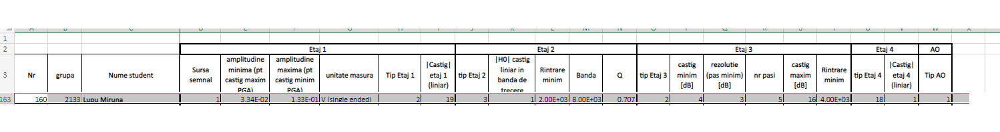 A B C D E F G H I J K L M N O P Q R S T U V W X
1
2 Etaj 1 Etaj 2 Etaj 3 Etaj 4 AO
3 Nr grupa Nume student Sursa semnal amplitudine minima (pt castig maxim PGA) amplitudine maxima (pt castig minim PGA) unitate masura Tip Etaj 1 |Castig| etaj 1 (liniar) tip Etaj 2 |H0| castig liniar in banda de trecere Rintrare minim Banda Q tip Etaj 3 castig minim [dB] rezolutie (pas minim) [dB] nr pasi castig maxim [dB] Rintrare minim tip Etaj 4 |Castig| etaj 4 (liniar) Tip AO
163 160 2133 Lupu Miruna 1 3.34E-02 1.33E-01 V (single ended) 2 19 3 1 2.00E+03 8.00E+03 0.707 2 4 3 5 16 4.00E+03 18 1 1